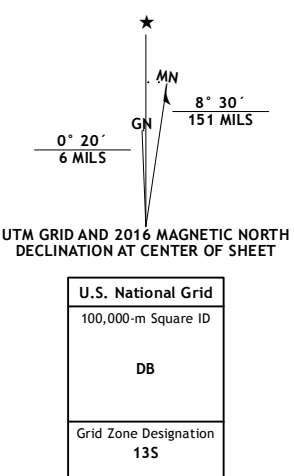 ★
MN
8° 30´
151 MILS
GN
0° 20´
6 MILS
UTM GRID AND 2016 MAGNETIC NORTH
DECLINATION AT CENTER OF SHEET
U.S. National Grid
100,000-m Square ID
DB
Grid Zone Designation
13S